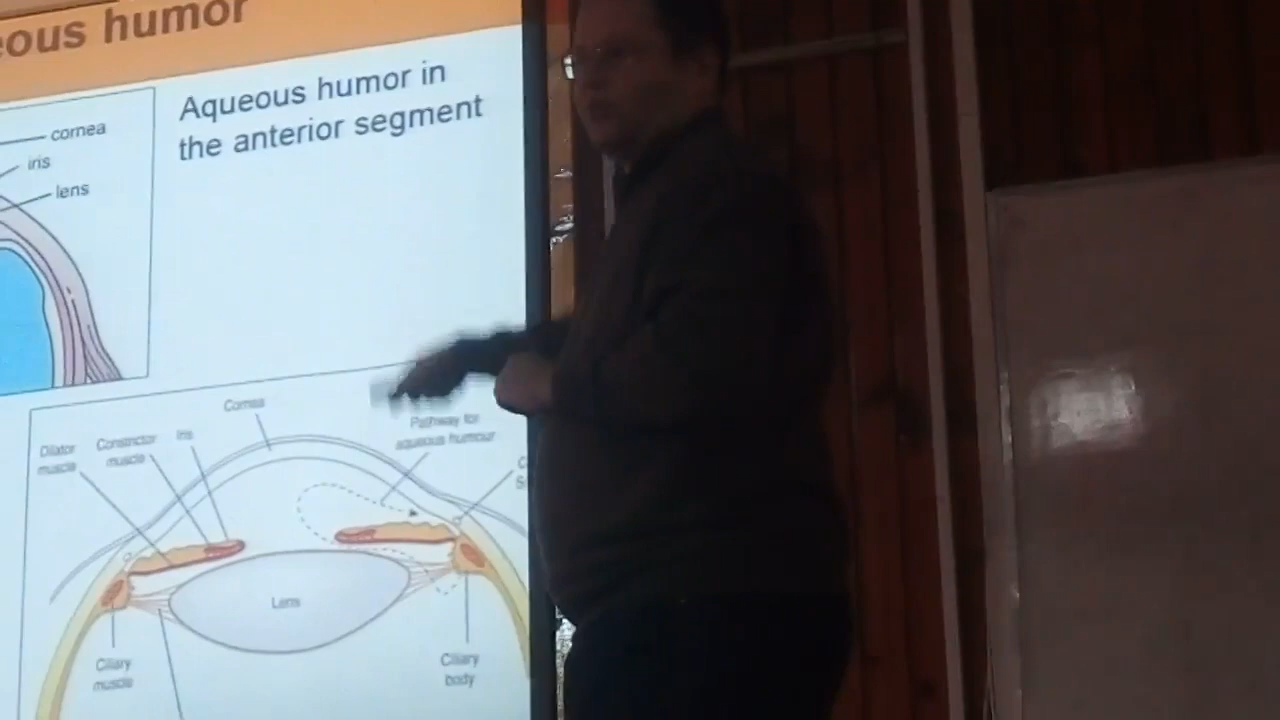 eous humor
Aqueous humor in
the anterior segment
cornea
iris
lens
Cornea
Pathway for
aqueous humour
Dilator
muscle
Constrictor
muscle
Iris
Lens
Ciliary
muscle
Ciliary
body